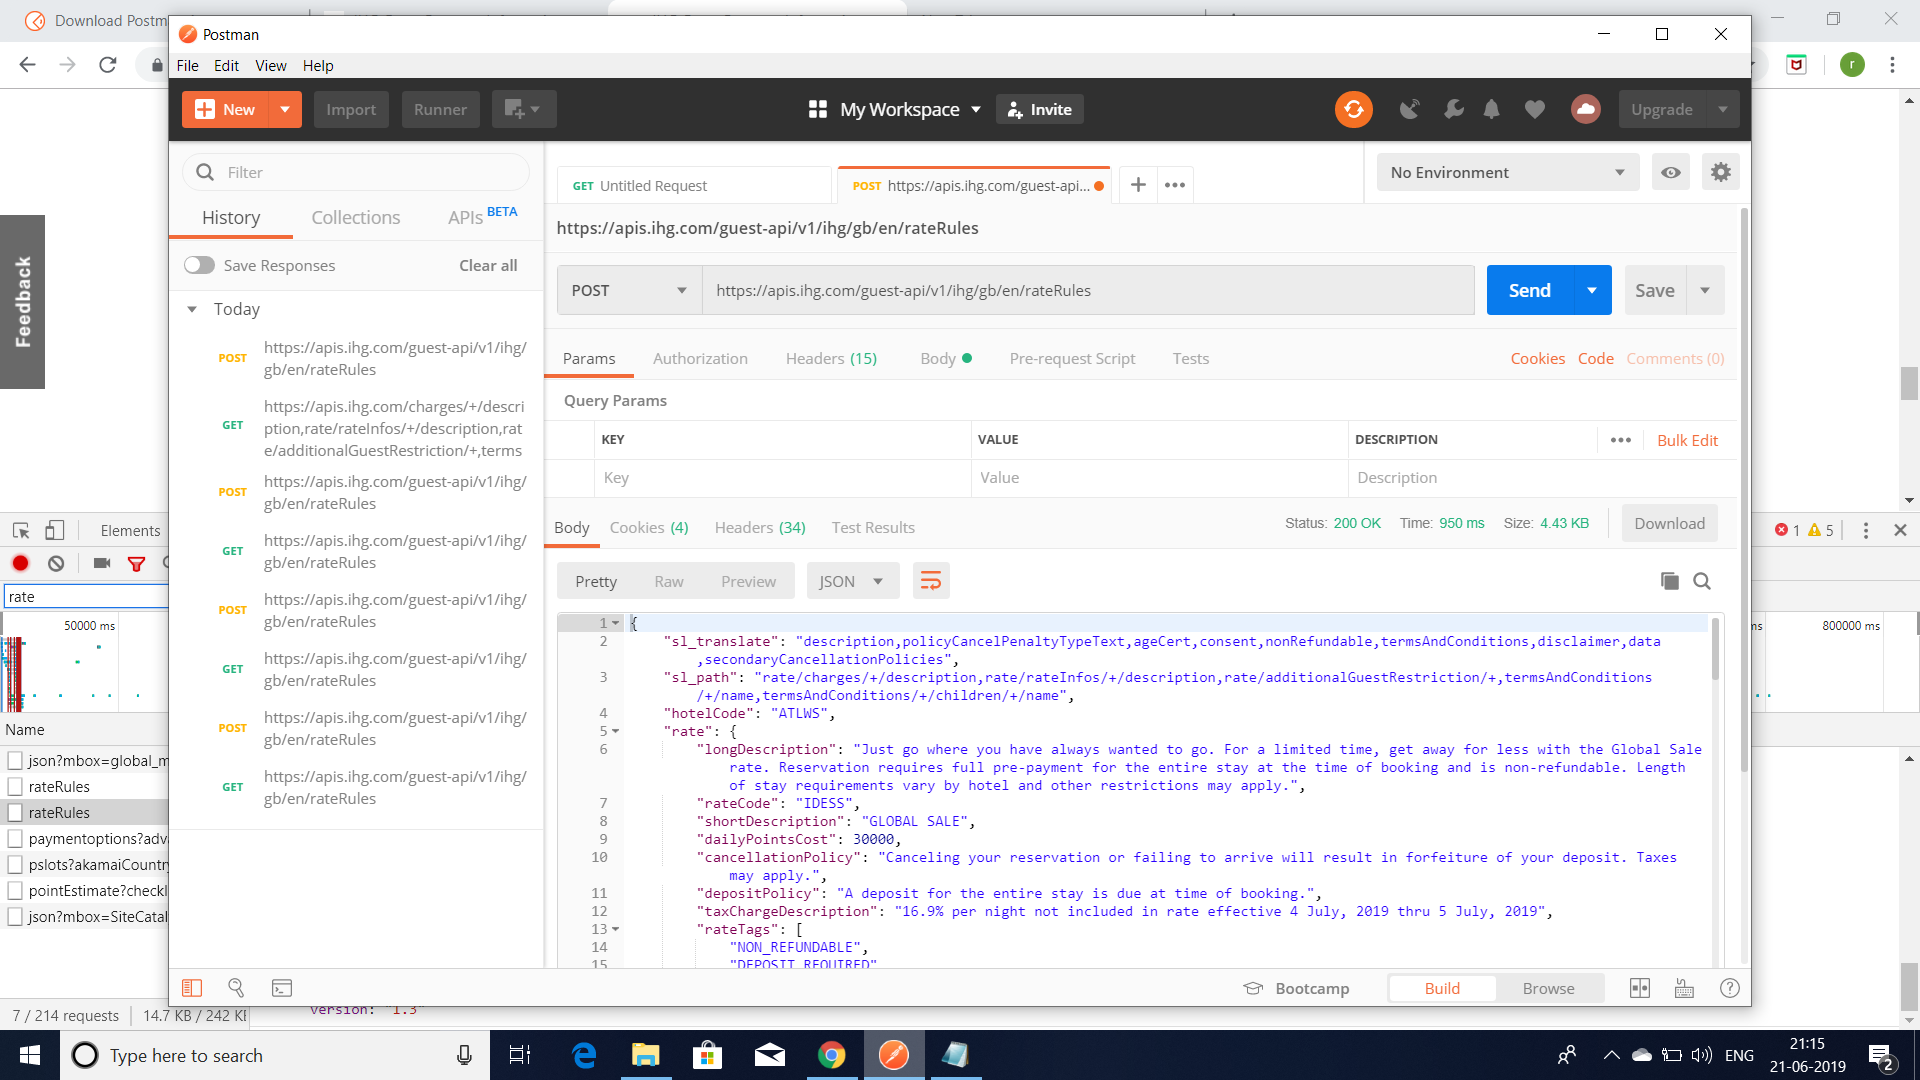 Download Postm
Postman
File Edit View Help
New Import Runner My Workspace Invite Upgrade
r
Filter
History Collections APIs BETA
Save Responses Clear all
Today
POST https://apis.ihg.com/guest-api/v1/ihg/
gb/en/rateRules
GET https://apis.ihg.com/charges/+/descri
ption,rate/rateInfos/+/description,rat
e/additionalGuestRestriction/+,terms
POST https://apis.ihg.com/guest-api/v1/ihg/
gb/en/rateRules
GET https://apis.ihg.com/guest-api/v1/ihg/
gb/en/rateRules
POST https://apis.ihg.com/guest-api/v1/ihg/
gb/en/rateRules
GET https://apis.ihg.com/guest-api/v1/ihg/
gb/en/rateRules
POST https://apis.ihg.com/guest-api/v1/ihg/
gb/en/rateRules
GET https://apis.ihg.com/guest-api/v1/ihg/
gb/en/rateRules
GET Untitled Request
POST https://apis.ihg.com/guest-api...
No Environment
https://apis.ihg.com/guest-api/v1/ihg/gb/en/rateRules
POST https://apis.ihg.com/guest-api/v1/ihg/gb/en/rateRules Send Save
Params Authorization Headers (15) Body Pre-request Script Tests Cookies Code Comments (0)
Query Params
KEY VALUE DESCRIPTION Bulk Edit
Key Value Description
Body Cookies (4) Headers (34) Test Results Status: 200 OK Time: 950 ms Size: 4.43 KB Download
Pretty Raw Preview JSON
1 {
2 "sl_translate": "description,policyCancelPenaltyTypeText,ageCert,consent,nonRefundable,termsAndConditions,disclaimer,data
,secondaryCancellationPolicies",
3 "sl_path": "rate/charges/+/description,rate/rateInfos/+/description,rate/additionalGuestRestriction/+,termsAndConditions
/+/name,termsAndConditions/+/children/+/name",
4 "hotelCode": "ATLWS",
5 "rate": {
6 "longDescription": "Just go where you have always wanted to go. For a limited time, get away for less with the Global Sale
rate. Reservation requires full pre-payment for the entire stay at the time of booking and is non-refundable. Length
of stay requirements vary by hotel and other restrictions may apply.",
7 "rateCode": "IDESS",
8 "shortDescription": "GLOBAL SALE",
9 "dailyPointsCost": 30000,
10 "cancellationPolicy": "Canceling your reservation or failing to arrive will result in forfeiture of your deposit. Taxes
may apply.",
11 "depositPolicy": "A deposit for the entire stay is due at time of booking.",
12 "taxChargeDescription": "16.9% per night not included in rate effective 4 July, 2019 thru 5 July, 2019",
13 "rateTags": [
14 "NON_REFUNDABLE",
15 "DEPOSIT_REQUIRED"
Bootcamp Build Browse
Feedback
Elements
1 5
rate
50000 ms
ms 800000 ms
Name
json?mbox=global_m
rateRules
rateRules
paymentoptions?adv
pslots?akamaiCountry
pointEstimate?checkI
json?mbox=SiteCatal
7 / 214 requests 14.7 KB / 242 KB
version: "1.3"
Type here to search
ENG
21:15
21-06-2019
2